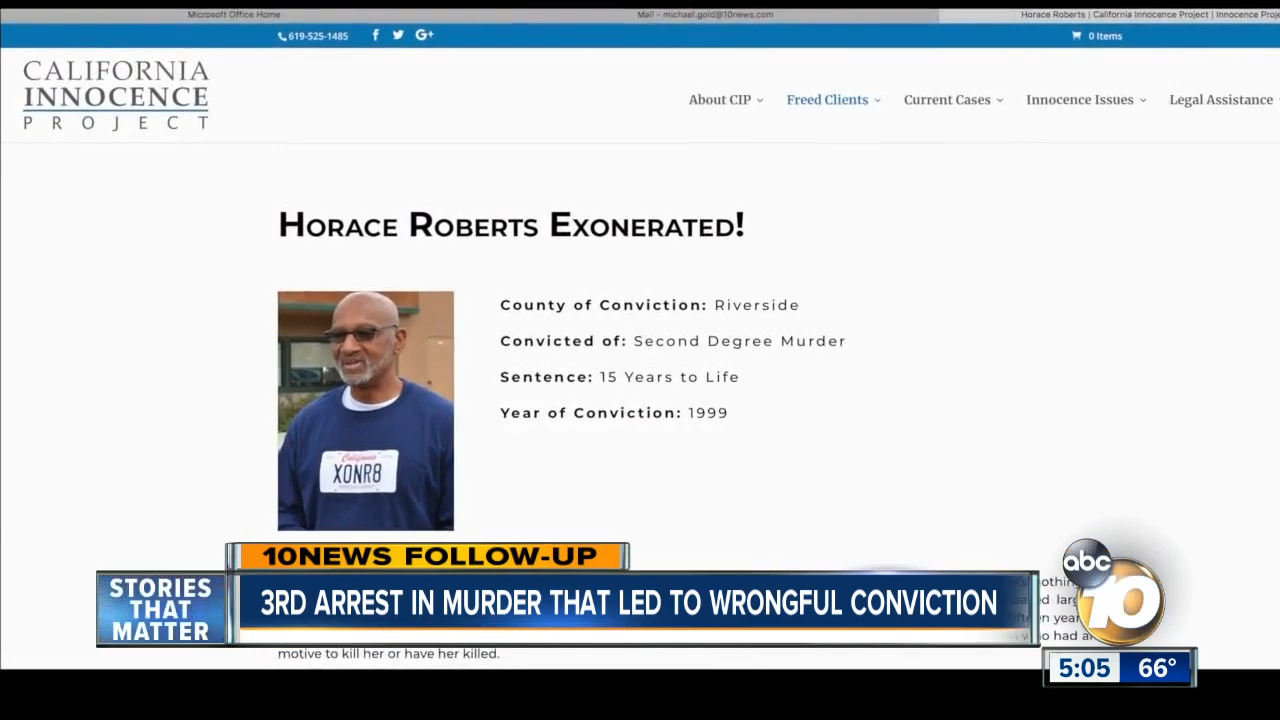 Microsoft Office Home
Mail – michael.gold@10news.com
Horace Roberts | California Innocence Project | Innocence Proje
619-525-1485
f
G+
0 Items
CALIFORNIA
INNOCENCE
PROJECT
About CIP
Freed Clients
Current Cases
Innocence Issues
Legal Assistance
Horace Roberts Exonerated!
County of Conviction: Riverside
Convicted of: Second Degree Murder
Sentence: 15 Years to Life
Year of Conviction: 1999
California
XONR8
10NEWS FOLLOW-UP
STORIES
THAT
MATTER
3RD ARREST IN MURDER THAT LED TO WRONGFUL CONVICTION
abc
10
motive to kill her or have her killed.
5:05 66°